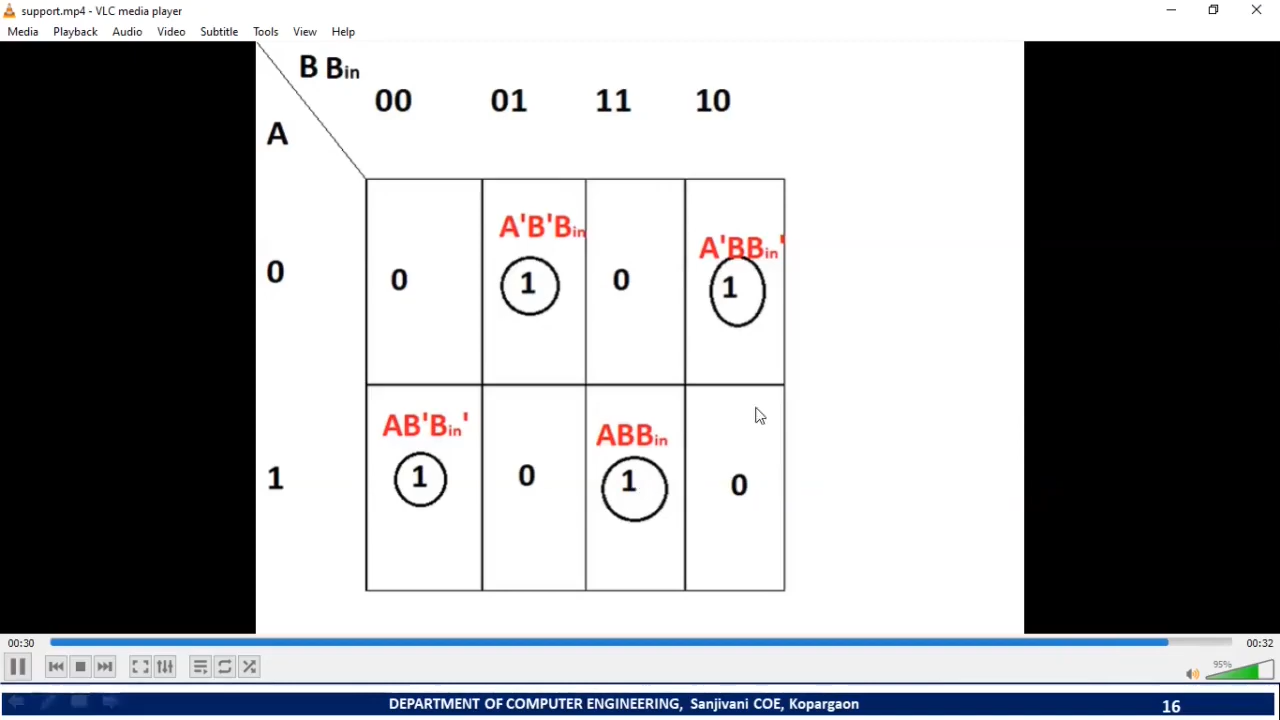 support.mp4 - VLC media player
Media Playback Audio Video Subtitle Tools View Help
B Bin
00 01 11 10
A
A'B'Bin
A'BBin'
0 0 1 0 1
AB'Bin'
ABBin
1 1 0 1 0
00:30
00:32
95%
DEPARTMENT OF COMPUTER ENGINEERING, Sanjivani COE, Kopargaon
16